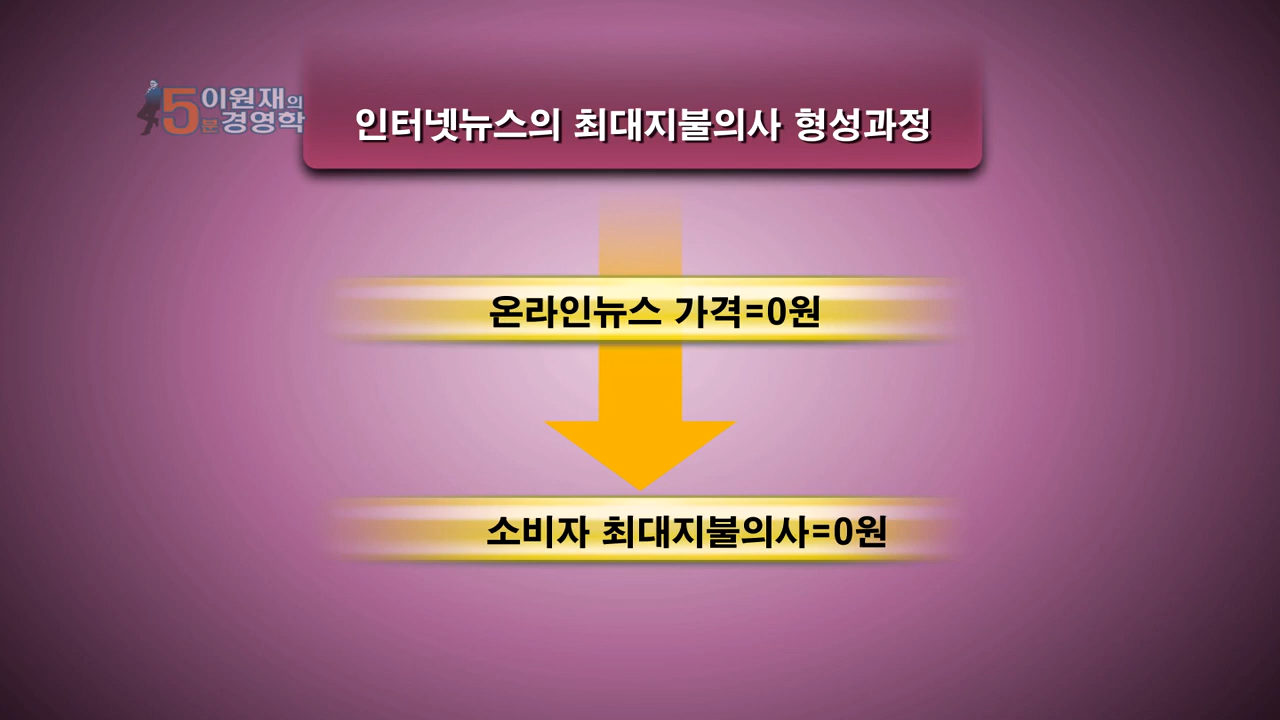 5분 이원재의 경영학
인터넷뉴스의 최대지불의사 형성과정
온라인뉴스 가격=0원
소비자 최대지불의사=0원